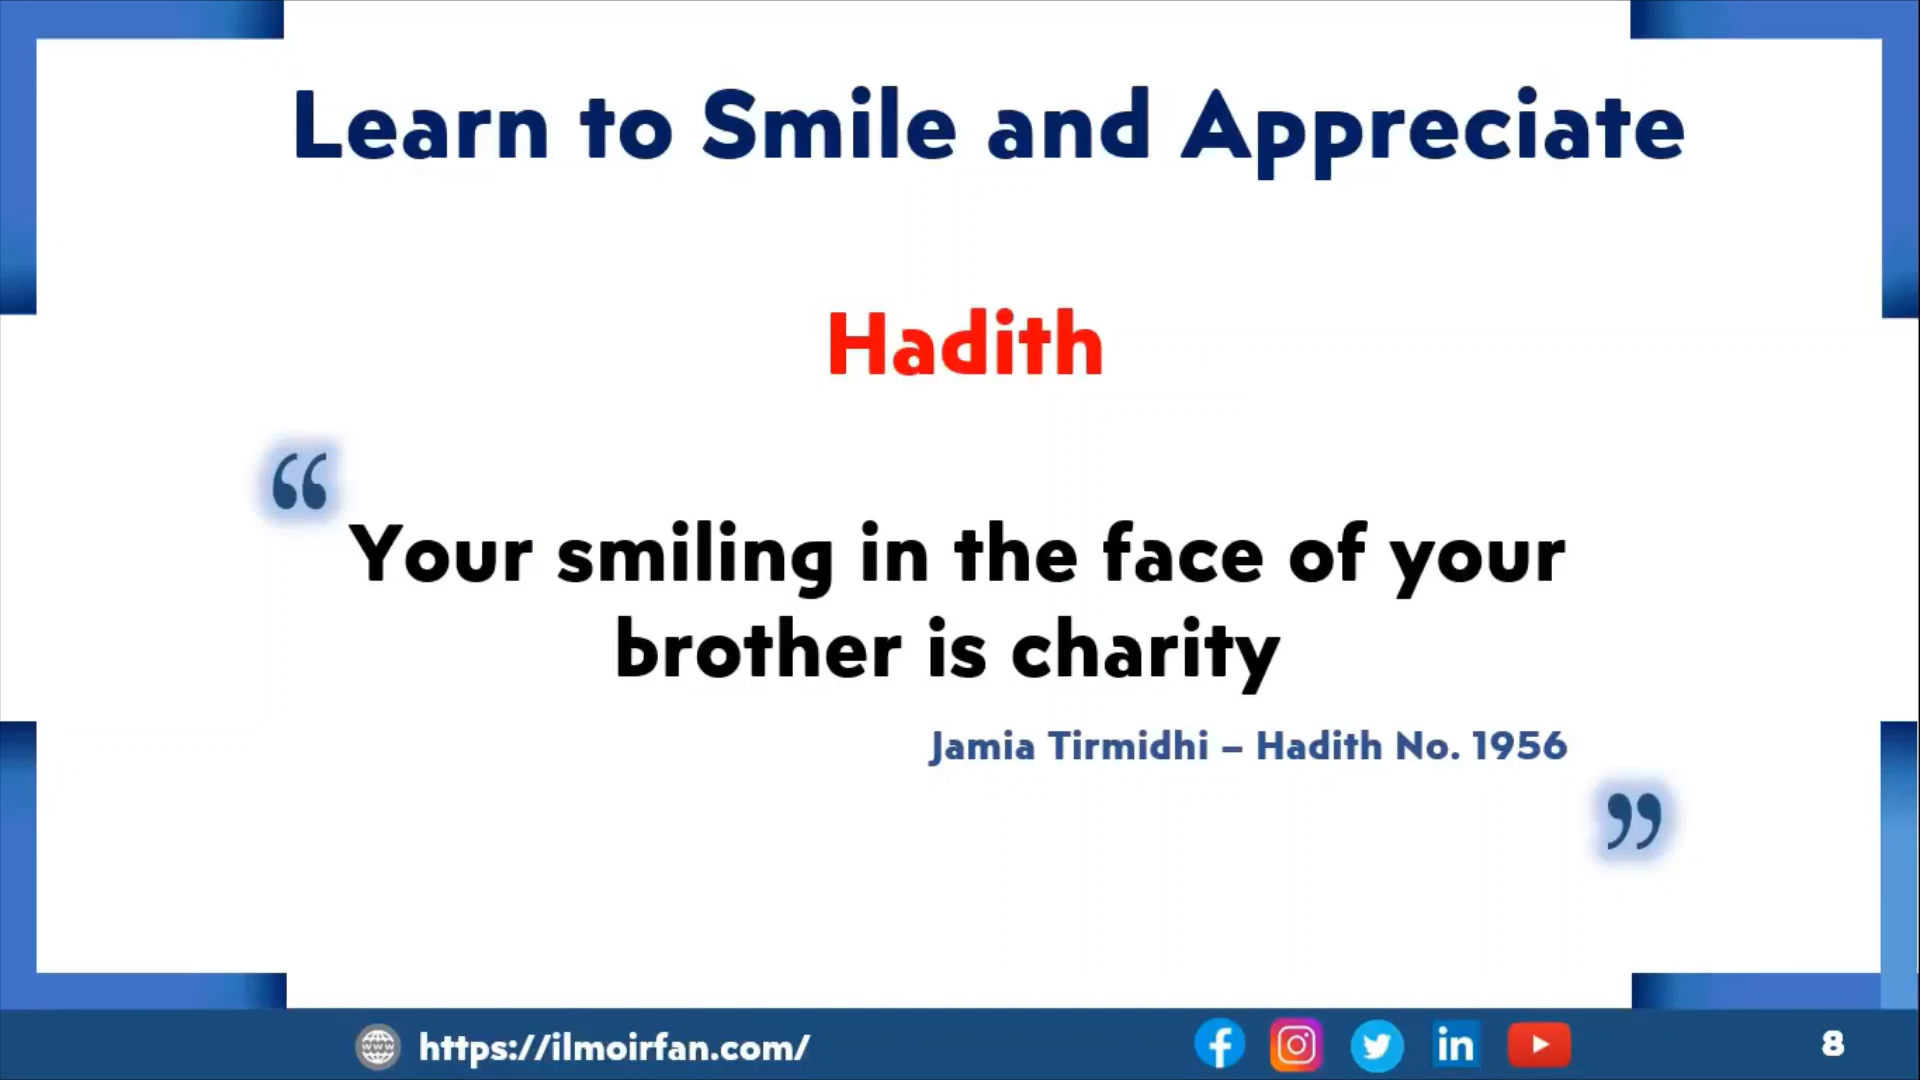 Learn to Smile and Appreciate
Hadith
“
Your smiling in the face of your
brother is charity
Jamia Tirmidhi – Hadith No. 1956
”
https://ilmoirfan.com/
8